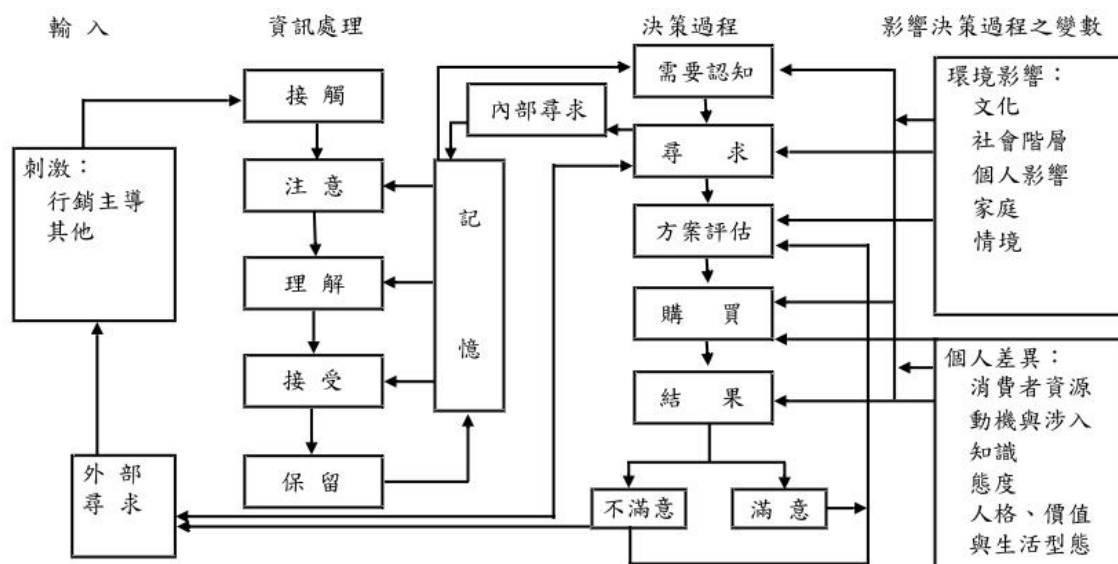 輸入
資訊處理
決策過程
影響決策過程之變數
刺激：
行銷主導
其他
外部
尋求
接觸
注意
理解
接受
保留
內部尋求
記
憶
需要認知
尋求
方案評估
購買
結果
不滿意
滿意
環境影響：
文化
社會階層
個人影響
家庭
情境
個人差異：
消費者資源
動機與涉入
知識
態度
人格、價值
與生活型態